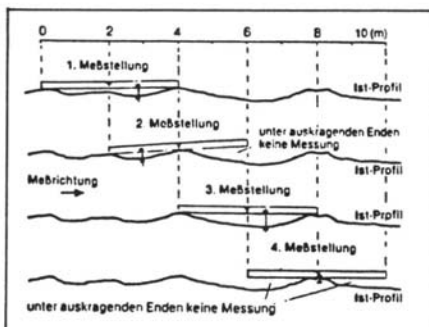 0 2 4 6 8 10 (m)
1. Meßstellung
Ist-Profil
2. Meßstellung
unter auskragenden Enden
keine Messung
Ist-Profil
Meßrichtung
3. Meßstellung
Ist-Profil
4. Meßstellung
unter auskragenden Enden keine Messung
Ist-Profil